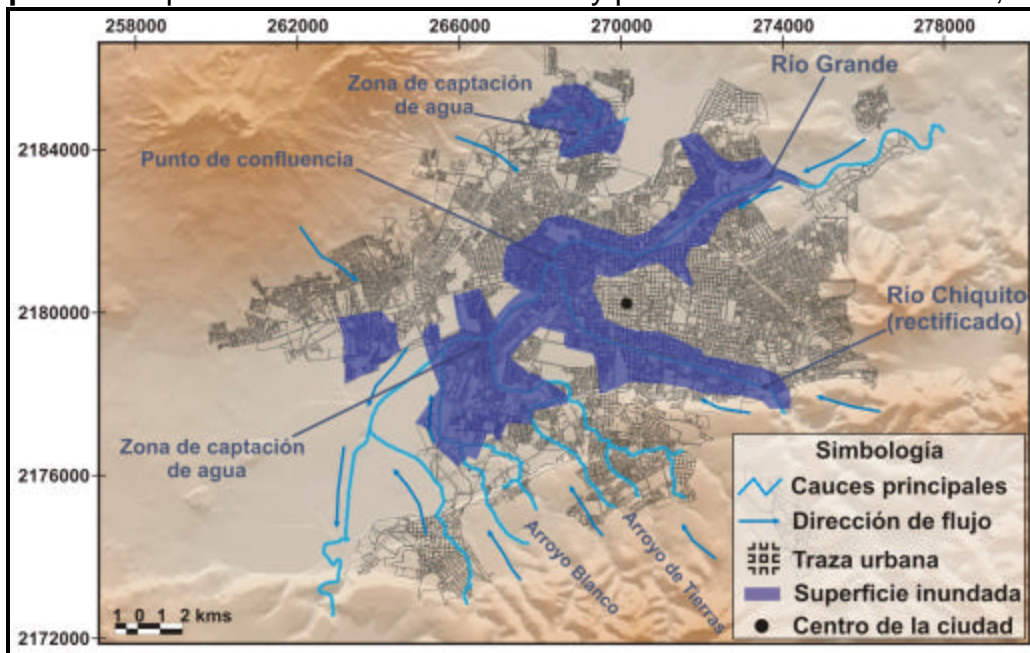 258000 262000 266000 270000 274000 278000
Zona de captación
de agua
Río Grande
2184000
Punto de confluencia
2180000
Río Chiquito
(rectificado)
Zona de captación
de agua
2176000
Arroyo Blanco
Arroyo de Tierras
Simbología
Cauces principales
Dirección de flujo
Traza urbana
Superficie inundada
Centro de la ciudad
1 0 1 2 kms
2172000